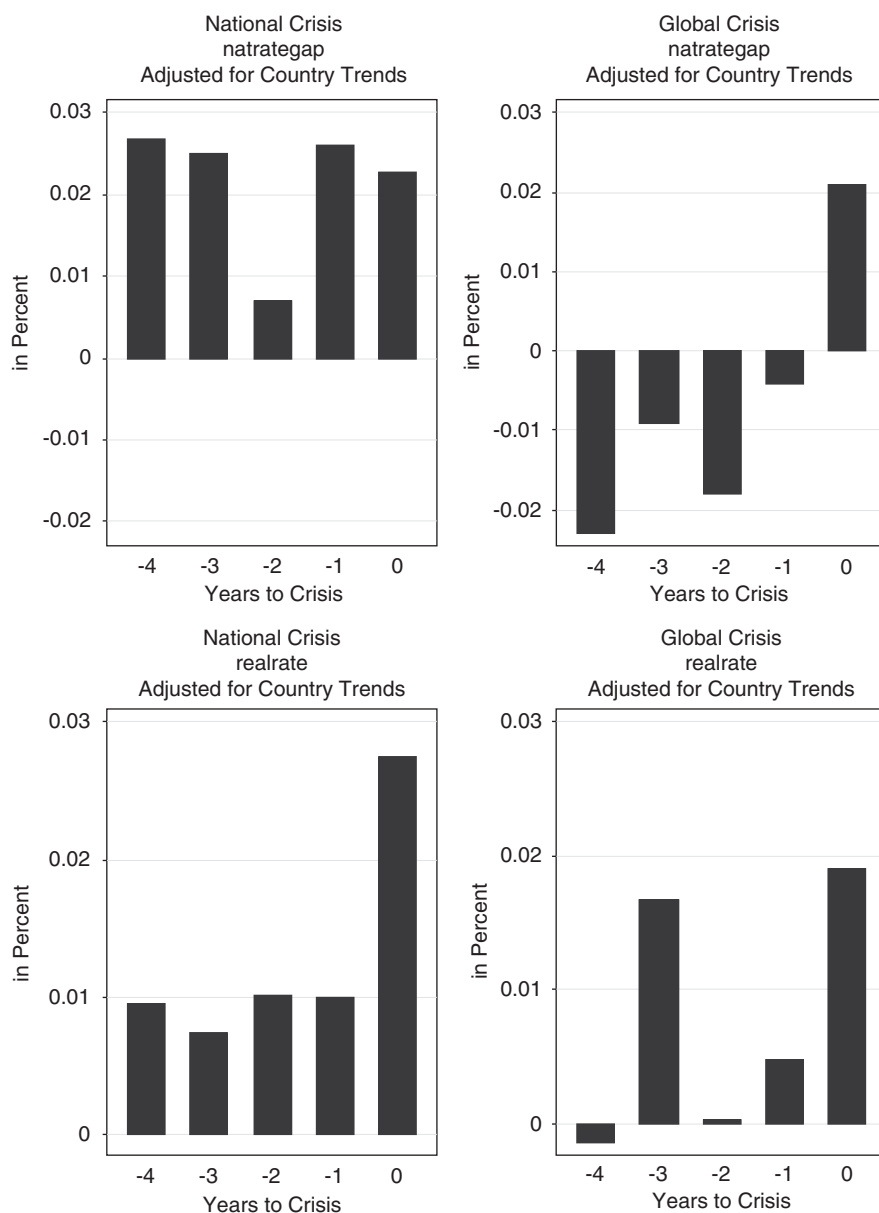 National Crisis
natrategap
Adjusted for Country Trends
0.03
0.02
0.01
0
-0.01
-0.02
in Percent
-4 -3 -2 -1 0
Years to Crisis
Global Crisis
natrategap
Adjusted for Country Trends
0.03
0.02
0.01
0
-0.01
-0.02
in Percent
-4 -3 -2 -1 0
Years to Crisis
National Crisis
realrate
Adjusted for Country Trends
0.03
0.02
0.01
0
in Percent
-4 -3 -2 -1 0
Years to Crisis
Global Crisis
realrate
Adjusted for Country Trends
0.03
0.02
0.01
0
in Percent
-4 -3 -2 -1 0
Years to Crisis